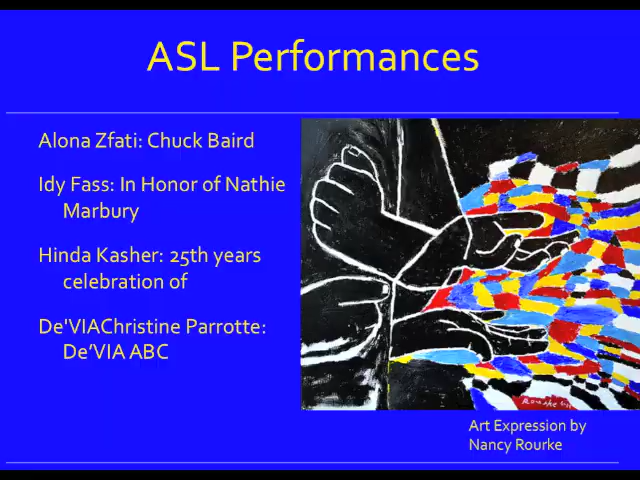 ASL Performances
Alona Zfati: Chuck Baird
Idy Fass: In Honor of Nathie
Marbury
Hinda Kasher: 25th years
celebration of
De'VIAChristine Parrotte:
De’VIA ABC
Art Expression by
Nancy Rourke